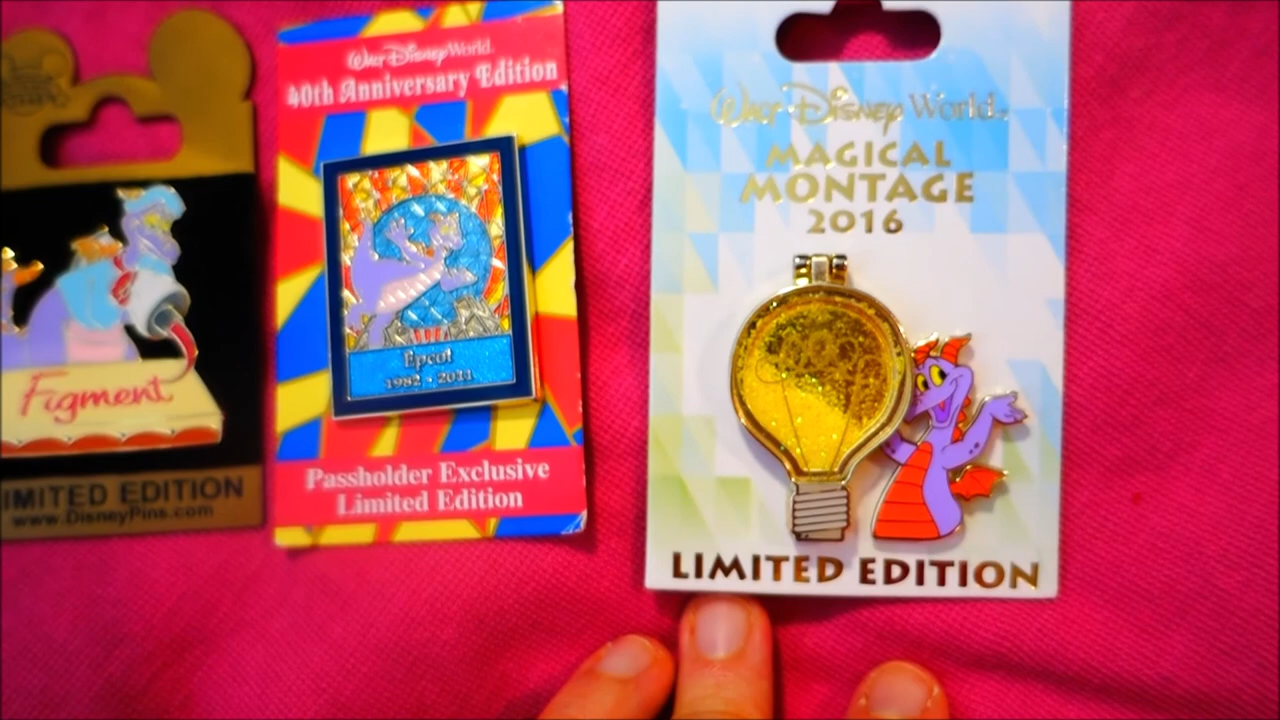 Figment
IMITED EDITION
www.DisneyPins.com
Walt Disney World
40th Anniversary Edition
Epcot
1982 - 2011
Passholder Exclusive
Limited Edition
Walt Disney World
MAGICAL
MONTAGE
2016
LIMITED EDITION